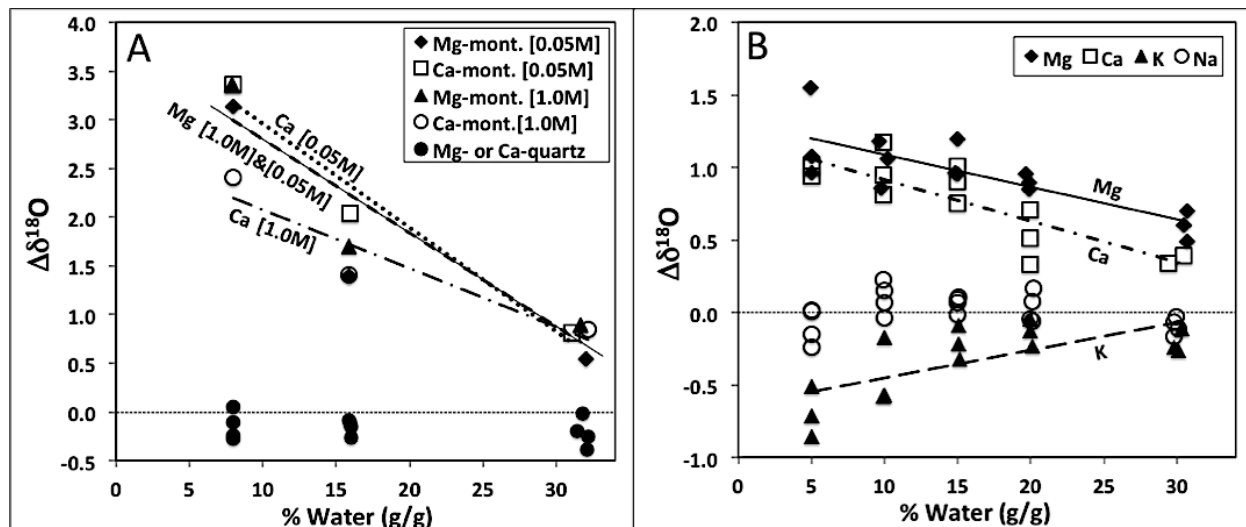 A
Mg-mont. [0.05M]
Ca-mont. [0.05M]
Mg-mont. [1.0M]
Ca-mont.[1.0M]
Mg- or Ca-quartz
Ca [0.05M]
Mg [1.0M]&[0.05M]
Ca [1.0M]
4.0
3.5
3.0
2.5
2.0
1.5
1.0
0.5
0.0
-0.5
Δδ¹⁸O
0 5 10 15 20 25 30
% Water (g/g)
B
Mg Ca K Na
Mg
Ca
K
2.0
1.5
1.0
0.5
0.0
-0.5
-1.0
Δδ¹⁸O
0 5 10 15 20 25 30
% Water (g/g)